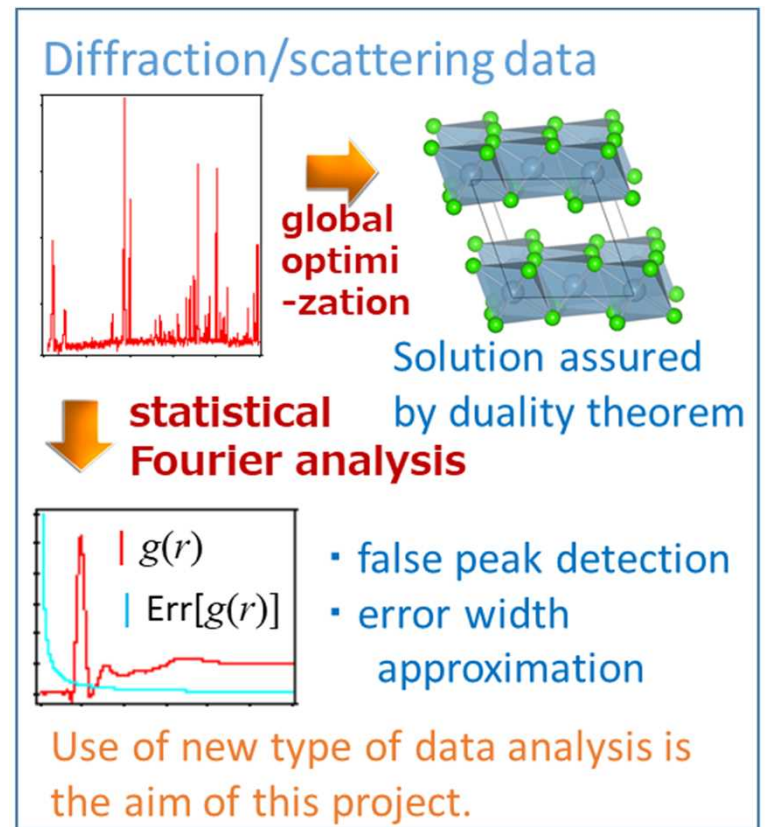 Diffraction/scattering data
global
optimi
-zation
Solution assured
by duality theorem
statistical
Fourier analysis
g(r)
Err[g(r)]
・false peak detection
・error width
approximation
Use of new type of data analysis is
the aim of this project.